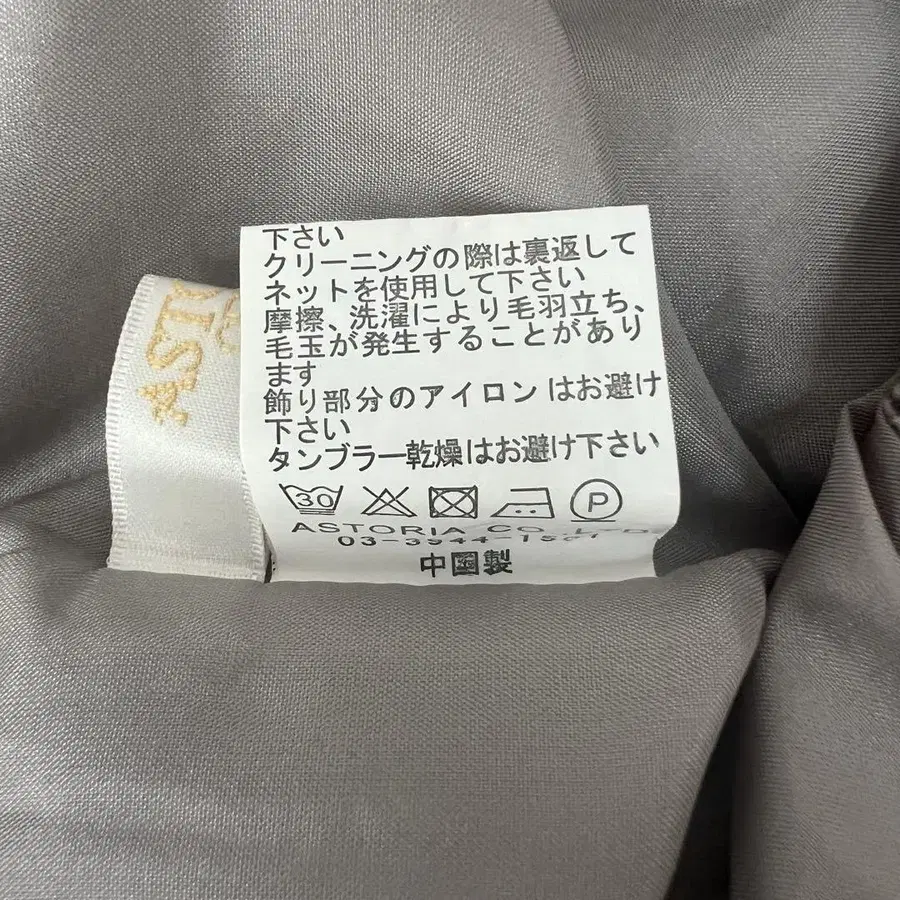 下さい
クリーニングの際は裏返して
ネットを使用して下さい
摩擦、洗濯により毛羽立ち、
毛玉が発生することがあり
ます
飾り部分のアイロンはお避け
下さい
タンブラー乾燥はお避け下さい
30 P
ASTORIA CO.
中国製
AST